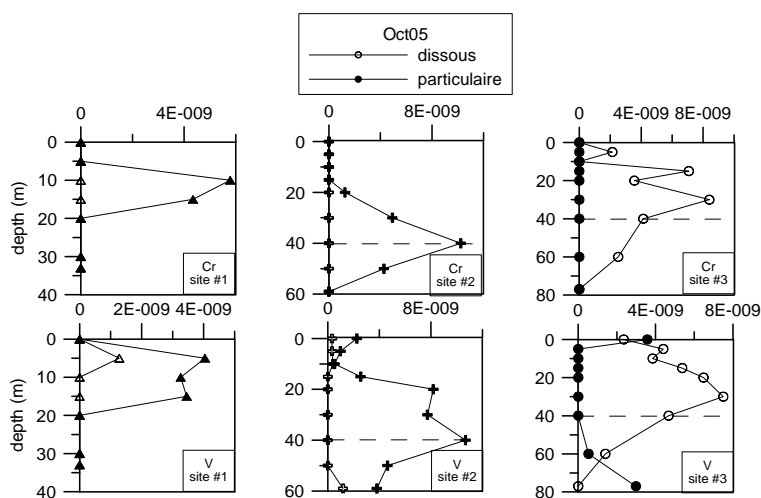 Oct05
dissous
particulaire
0 4E-009
0 8E-009
0 4E-009 8E-009
0
10
20
30
40
depth (m)
Cr
site #1
0
20
40
60
Cr
site #2
0
20
40
60
80
Cr
site #3
0 2E-009 4E-009
0 8E-009
0 4E-009 8E-009
0
10
20
30
40
depth (m)
V
site #1
0
20
40
60
V
site #2
0
20
40
60
80
V
site #3